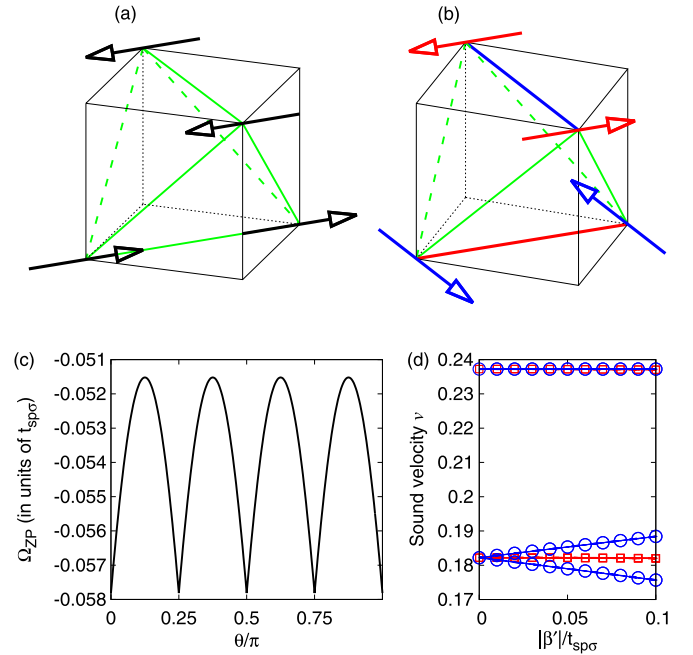 (a)
(b)
(c)
-0.051
-0.052
-0.053
-0.054
-0.055
-0.056
-0.057
-0.058
Ω_ZP (in units of t_spσ)
0
0.25
0.5
0.75
θ/π
(d)
0.24
0.23
0.22
0.21
0.2
0.19
0.18
0.17
Sound velocity v
0
0.05
0.1
|β′|/t_spσ